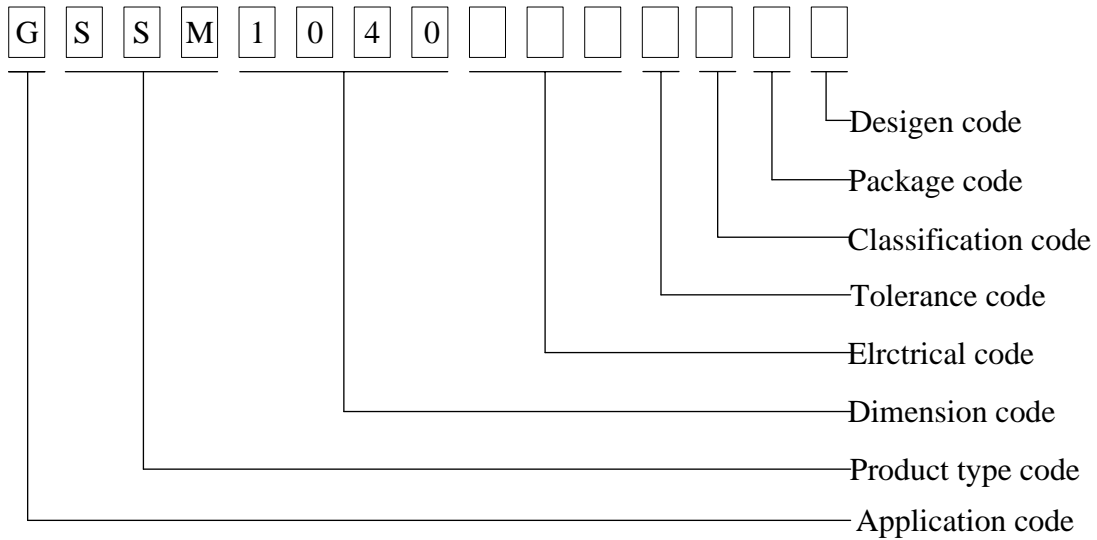 G S S M 1 0 4 0
Desigen code
Package code
Classification code
Tolerance code
Elrctrical code
Dimension code
Product type code
Application code